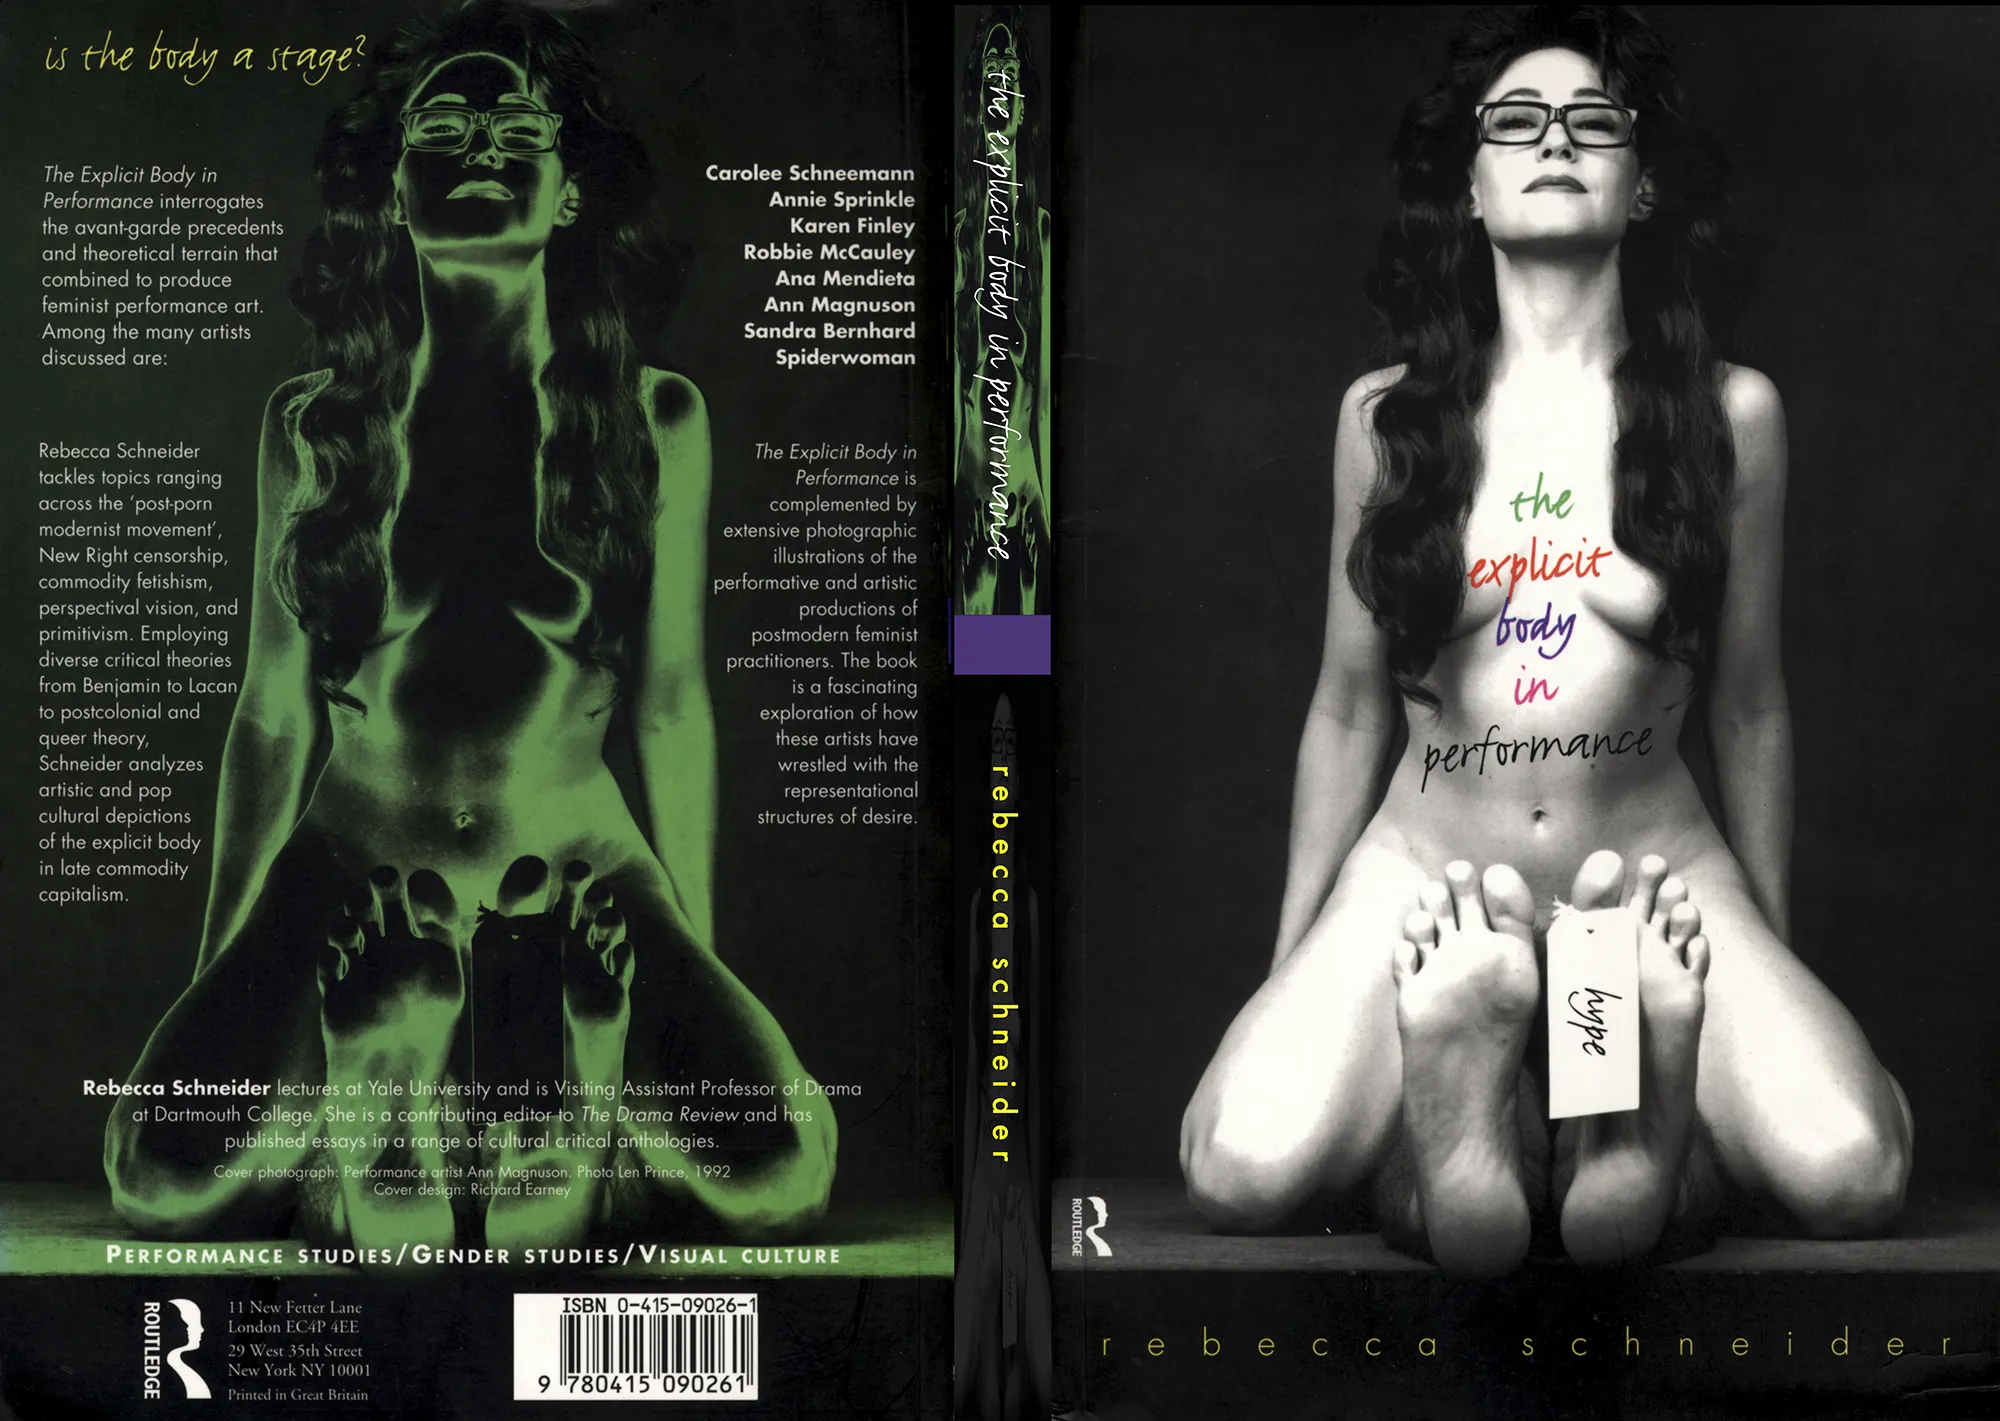 is the body a stage?
The Explicit Body in
Performance interrogates
the avant-garde precedents
and theoretical terrain that
combined to produce
feminist performance art.
Among the many artists
discussed are:
Carolee Schneemann
Annie Sprinkle
Karen Finley
Robbie McCauley
Ana Mendieta
Ann Magnuson
Sandra Bernhard
Spiderwoman
Rebecca Schneider
tackles topics ranging
across the ‘post-porn
modernist movement’,
New Right censorship,
commodity fetishism,
perspectival vision, and
primitivism. Employing
diverse critical theories
from Benjamin to Lacan
to postcolonial and
queer theory,
Schneider analyzes
artistic and pop
cultural depictions
of the explicit body
in late commodity
capitalism.
The Explicit Body in
Performance is
complemented by
extensive photographic
illustrations of the
performative and artistic
productions of
postmodern feminist
practitioners. The book
is a fascinating
exploration of how
these artists have
wrestled with the
representational
structures of desire.
Rebecca Schneider lectures at Yale University and is Visiting Assistant Professor of Drama
at Dartmouth College. She is a contributing editor to The Drama Review and has
published essays in a range of cultural critical anthologies.
Cover photograph: Performance artist Ann Magnuson. Photo Len Prince, 1992
Cover design: Richard Earney
PERFORMANCE STUDIES/GENDER STUDIES/VISUAL CULTURE
ROUTLEDGE
11 New Fetter Lane
London EC4P 4EE
29 West 35th Street
New York NY 10001
Printed in Great Britain
ISBN 0-415-09026-1
9 780415 090261
the explicit body in performance
rebecca schneider
the
explicit
body
in
performance
hype
ROUTLEDGE
rebecca schneider